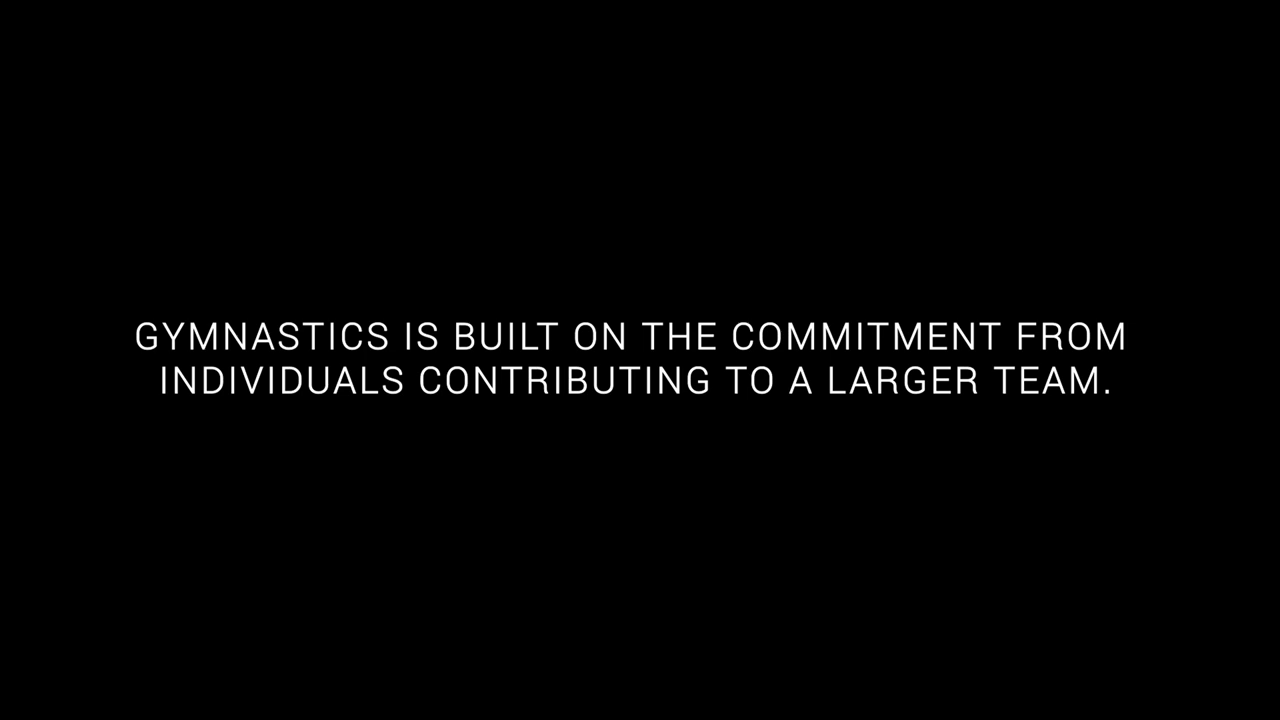 GYMNASTICS IS BUILT ON THE COMMITMENT FROM
INDIVIDUALS CONTRIBUTING TO A LARGER TEAM.